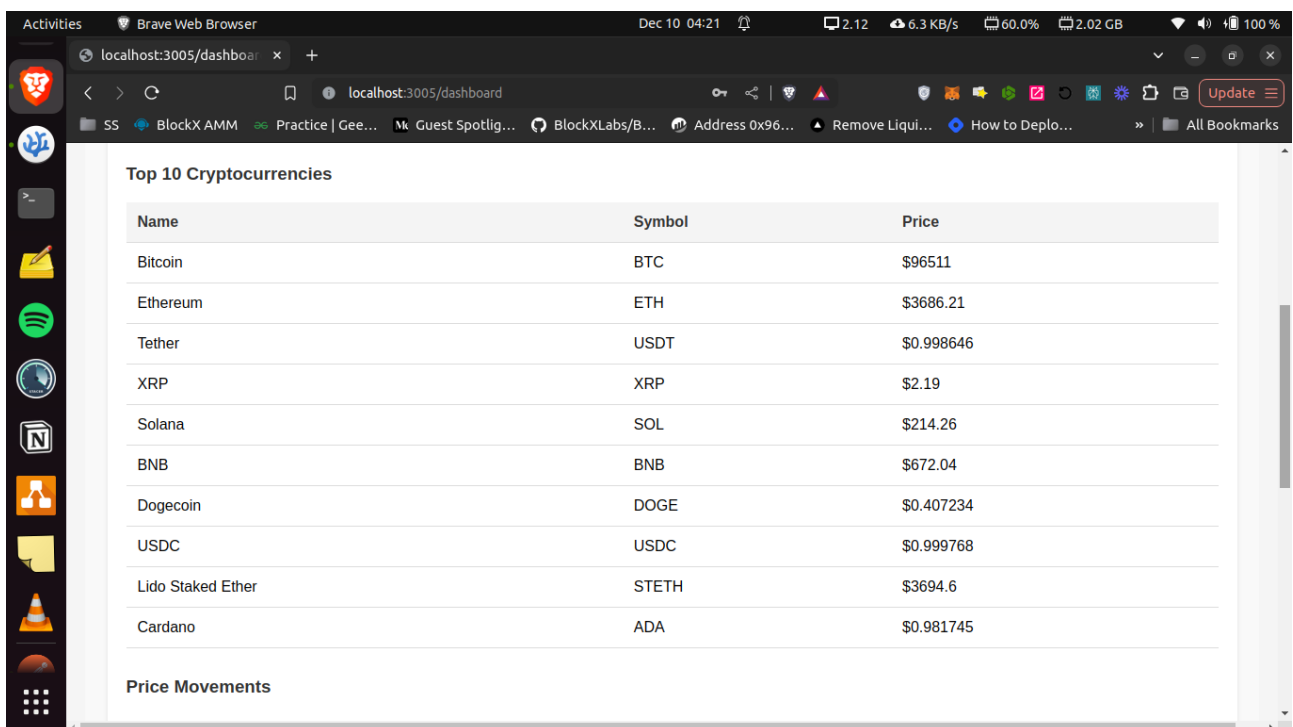 Activities Brave Web Browser Dec 10 04:21 2.12 6.3 KB/s 60.0% 2.02 GB 100 %
localhost:3005/dashboar × +
localhost:3005/dashboard Update
SS BlockX AMM Practice | Gee... Guest Spotlig... BlockXLabs/B... Address 0x96... Remove Liqui... How to Deplo... » All Bookmarks
Top 10 Cryptocurrencies
Name Symbol Price
Bitcoin BTC $96511
Ethereum ETH $3686.21
Tether USDT $0.998646
XRP XRP $2.19
Solana SOL $214.26
BNB BNB $672.04
Dogecoin DOGE $0.407234
USDC USDC $0.999768
Lido Staked Ether STETH $3694.6
Cardano ADA $0.981745
Price Movements